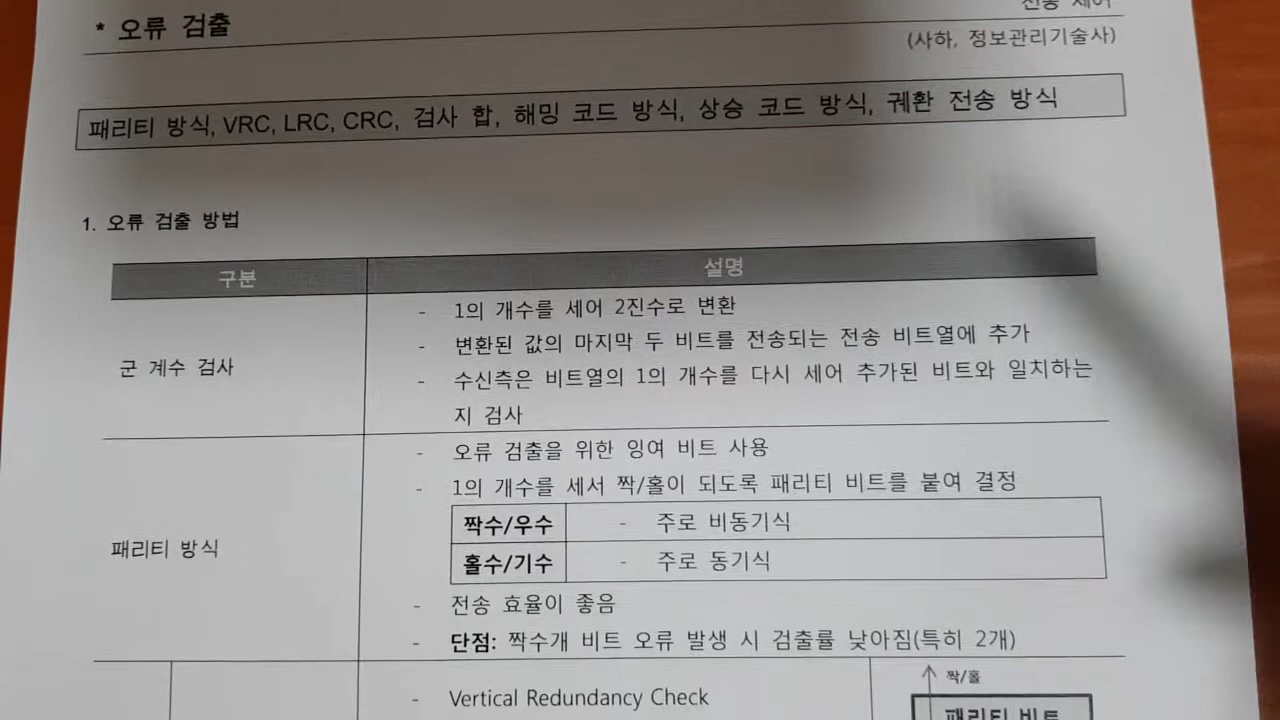 전송 제어
* 오류 검출
(사하, 정보관리기술사)
패리티 방식, VRC, LRC, CRC, 검사 합, 해밍 코드 방식, 상승 코드 방식, 궤환 전송 방식
1. 오류 검출 방법
구분 설명
군 계수 검사
- 1의 개수를 세어 2진수로 변환
- 변환된 값의 마지막 두 비트를 전송되는 전송 비트열에 추가
- 수신측은 비트열의 1의 개수를 다시 세어 추가된 비트와 일치하는
지 검사
패리티 방식
- 오류 검출을 위한 잉여 비트 사용
- 1의 개수를 세서 짝/홀이 되도록 패리티 비트를 붙여 결정
짝수/우수 - 주로 비동기식
홀수/기수 - 주로 동기식
- 전송 효율이 좋음
- 단점: 짝수개 비트 오류 발생 시 검출률 낮아짐(특히 2개)
- Vertical Redundancy Check
짝/홀
패리티 비트